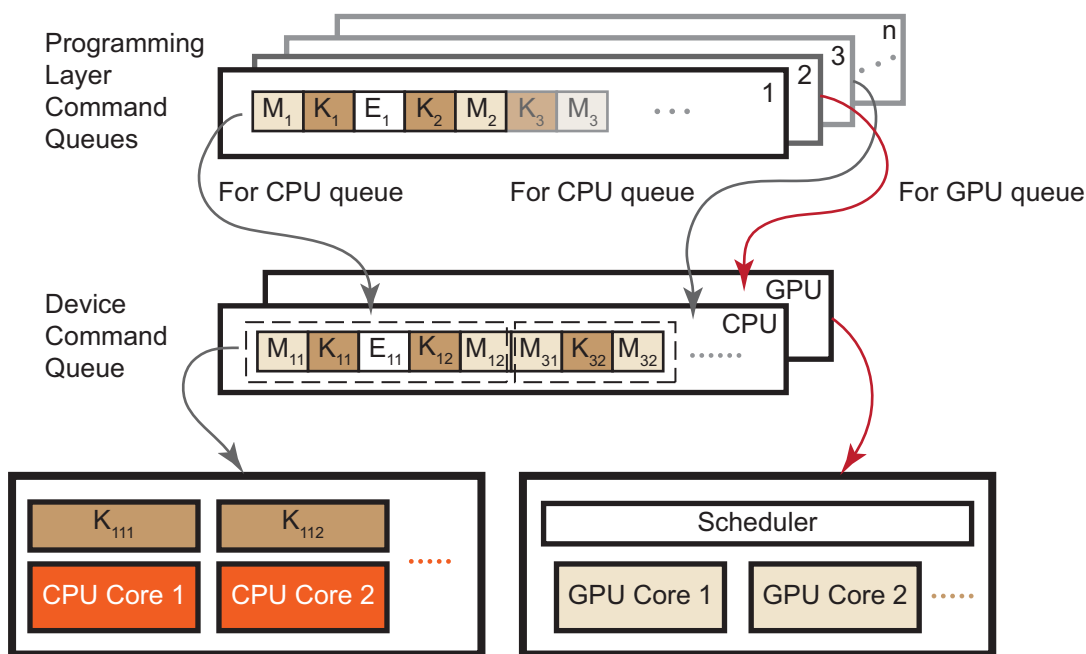 Programming
Layer
Command
Queues
n
3
2
1
M₁ K₁ E₁ K₂ M₂ K₃ M₃
For CPU queue
For CPU queue
For GPU queue
Device
Command
Queue
GPU
CPU
M₁₁ K₁₁ E₁₁ K₁₂ M₁₂ M₃₁ K₃₂ M₃₂
K₁₁₁
K₁₁₂
CPU Core 1
CPU Core 2
Scheduler
GPU Core 1
GPU Core 2